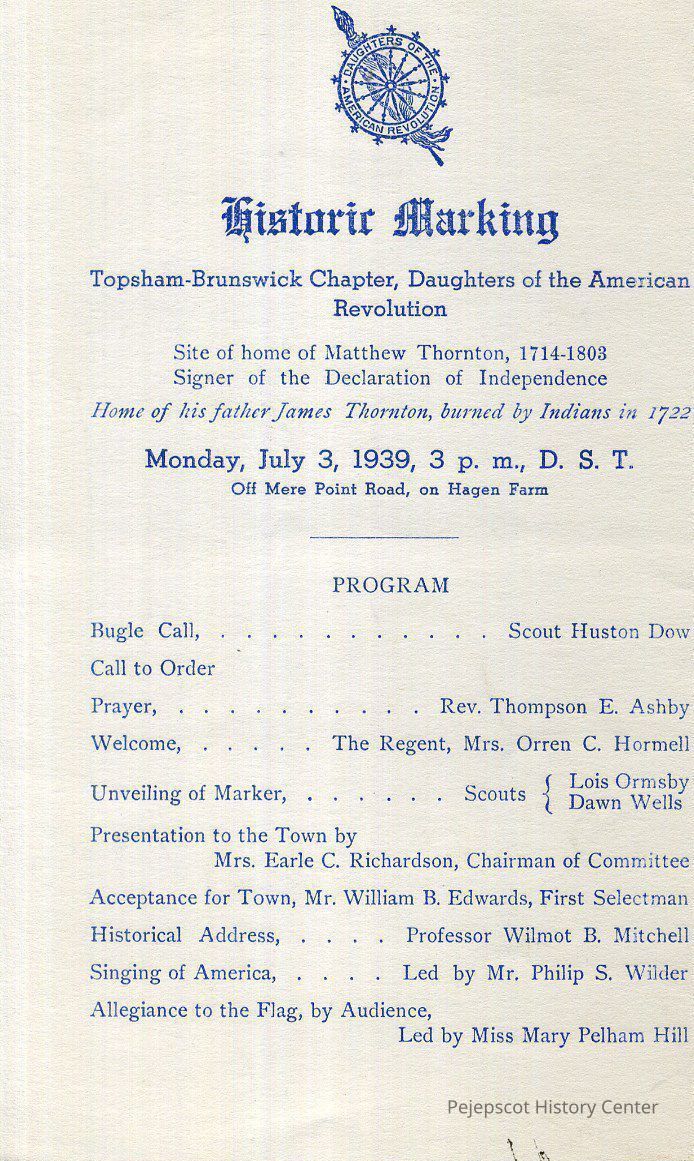 DAUGHTERS OF THE
AMERICAN REVOLUTION
Historic Marking
Topsham-Brunswick Chapter, Daughters of the American
Revolution
Site of home of Matthew Thornton, 1714-1803
Signer of the Declaration of Independence
Home of his father James Thornton, burned by Indians in 1722
Monday, July 3, 1939, 3 p. m., D. S. T.
Off Mere Point Road, on Hagen Farm
PROGRAM
Bugle Call, . . . . . . . . . . . . Scout Huston Dow
Call to Order
Prayer, . . . . . . . . . . Rev. Thompson E. Ashby
Welcome, . . . . . The Regent, Mrs. Orren C. Hormell
Unveiling of Marker, . . . . . . Scouts { Lois Ormsby
Dawn Wells
Presentation to the Town by
Mrs. Earle C. Richardson, Chairman of Committee
Acceptance for Town, Mr. William B. Edwards, First Selectman
Historical Address, . . . . Professor Wilmot B. Mitchell
Singing of America, . . . . Led by Mr. Philip S. Wilder
Allegiance to the Flag, by Audience,
Led by Miss Mary Pelham Hill
Pejepscot History Center